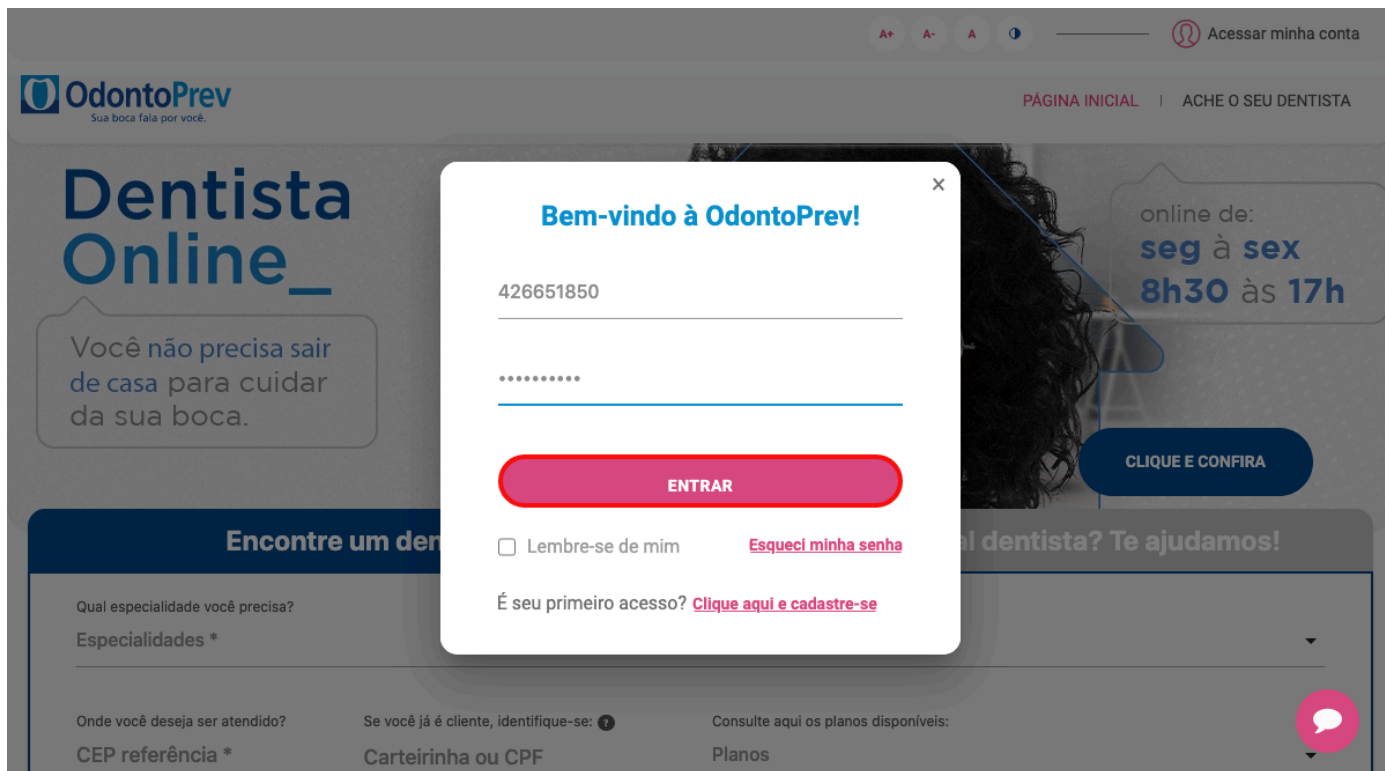 A+ A- A Acessar minha conta
OdontoPrev
Sua boca fala por você.
PÁGINA INICIAL | ACHE O SEU DENTISTA
Dentista
Online_
Você não precisa sair
de casa para cuidar
da sua boca.
online de:
seg à sex
8h30 às 17h
CLIQUE E CONFIRA
×
Bem-vindo à OdontoPrev!
426651850
••••••••••
ENTRAR
Lembre-se de mim Esqueci minha senha
É seu primeiro acesso? Clique aqui e cadastre-se
Encontre um den
al dentista? Te ajudamos!
Qual especialidade você precisa?
Especialidades *
Onde você deseja ser atendido? Se você já é cliente, identifique-se: ? Consulte aqui os planos disponíveis:
CEP referência * Carteirinha ou CPF Planos